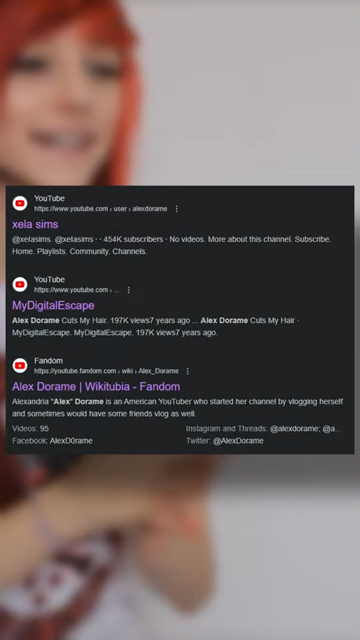 YouTube
https://www.youtube.com › user › alexdorame
xela sims
@xelasims. @xelasims · · 454K subscribers · No videos. More about this channel. Subscribe.
Home. Playlists. Community. Channels.
YouTube
https://www.youtube.com › ...
MyDigitalEscape
Alex Dorame Cuts My Hair. 197K views7 years ago ... Alex Dorame Cuts My Hair ·
MyDigitalEscape. MyDigitalEscape. 197K views7 years ago.
Fandom
https://youtube.fandom.com › wiki › Alex_Dorame
Alex Dorame | Wikitubia - Fandom
Alexandria "Alex" Dorame is an American YouTuber who started her channel by vlogging herself
and sometimes would have some friends vlog as well.
Videos: 95 Instagram and Threads: @alexdorame; @a...
Facebook: AlexD0rame Twitter: @AlexDorame